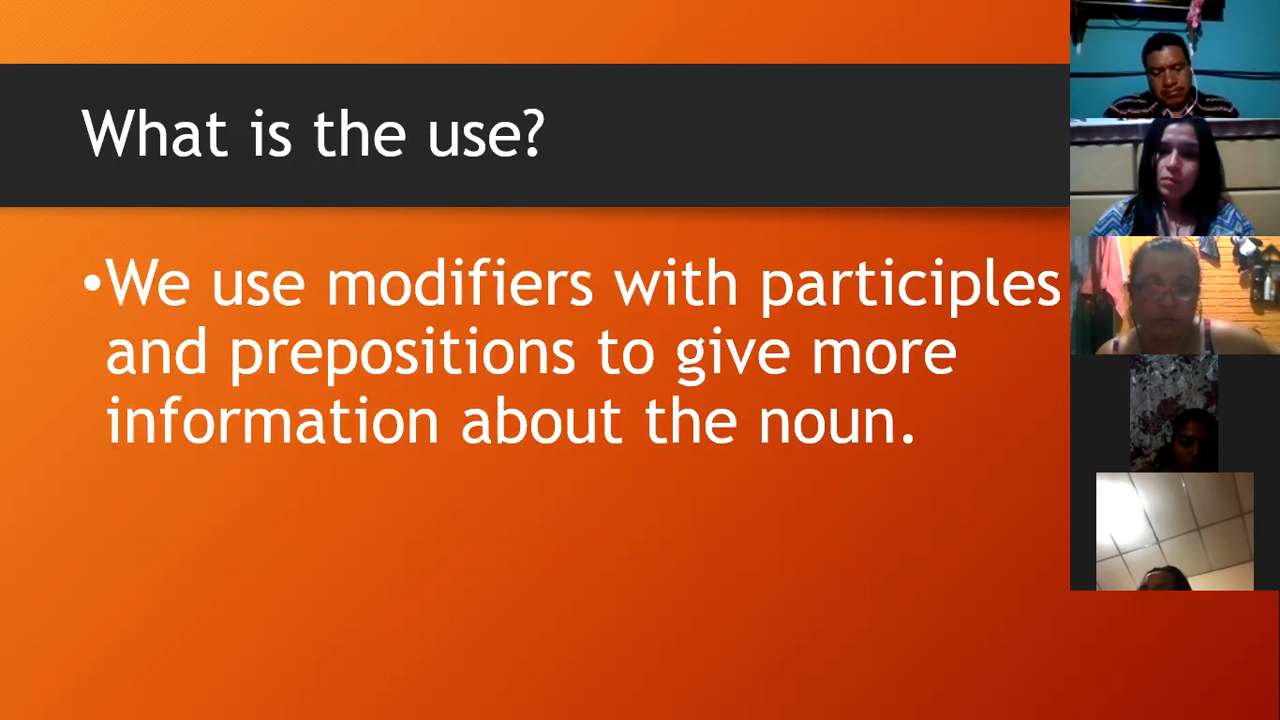 What is the use?
•We use modifiers with participles
and prepositions to give more
information about the noun.